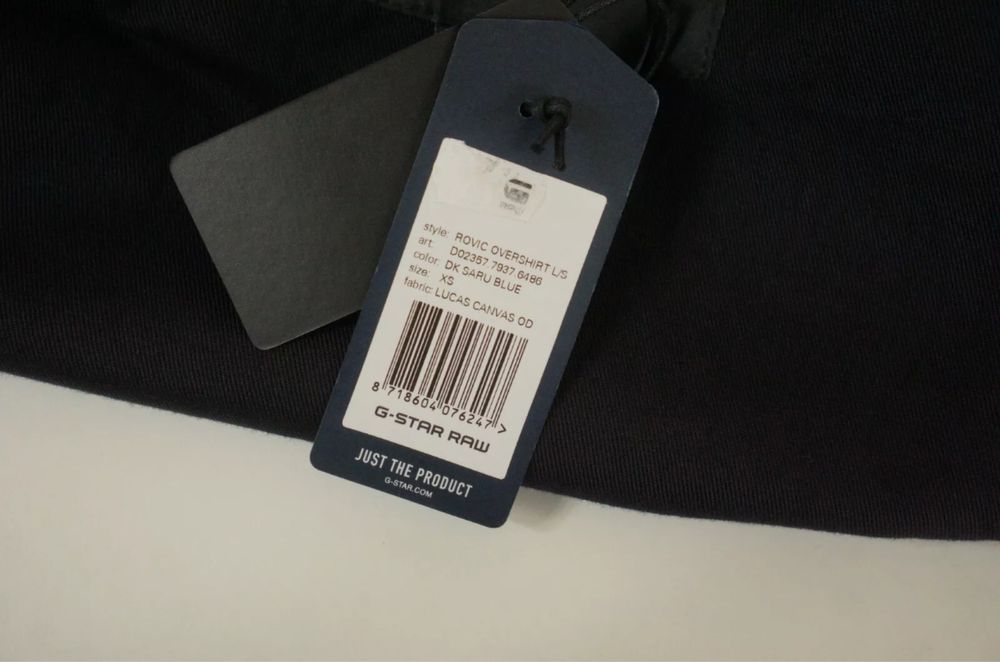 style: ROVIC OVERSHIRT L/S
art: D02357.7937.6486
color: DK SARU BLUE
size: XS
fabric: LUCAS CANVAS OD
8 718604 076247 >
G-STAR RAW
JUST THE PRODUCT
G-STAR.COM